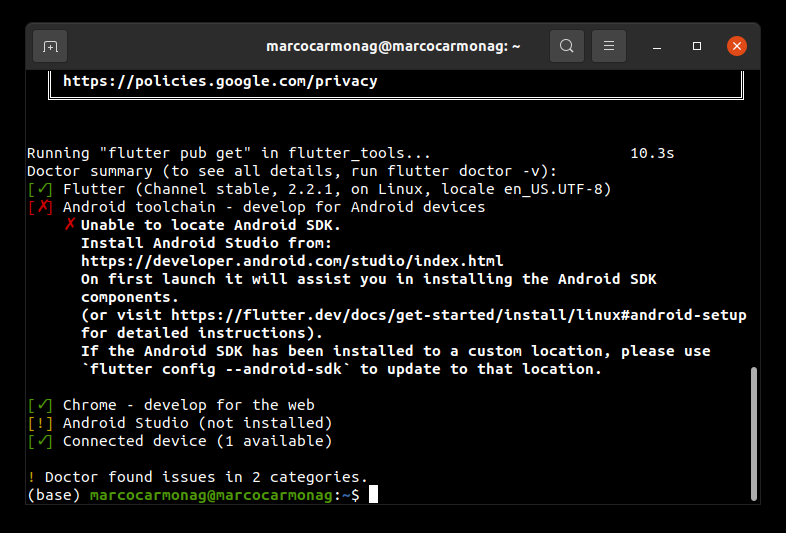 marcocarmonag@marcocarmonag: ~
https://policies.google.com/privacy
Running "flutter pub get" in flutter_tools... 10.3s
Doctor summary (to see all details, run flutter doctor -v):
[✓] Flutter (Channel stable, 2.2.1, on Linux, locale en_US.UTF-8)
[✗] Android toolchain - develop for Android devices
✗ Unable to locate Android SDK.
Install Android Studio from:
https://developer.android.com/studio/index.html
On first launch it will assist you in installing the Android SDK
components.
(or visit https://flutter.dev/docs/get-started/install/linux#android-setup
for detailed instructions).
If the Android SDK has been installed to a custom location, please use
`flutter config --android-sdk` to update to that location.
[✓] Chrome - develop for the web
[!] Android Studio (not installed)
[✓] Connected device (1 available)
! Doctor found issues in 2 categories.
(base) marcocarmonag@marcocarmonag:~$